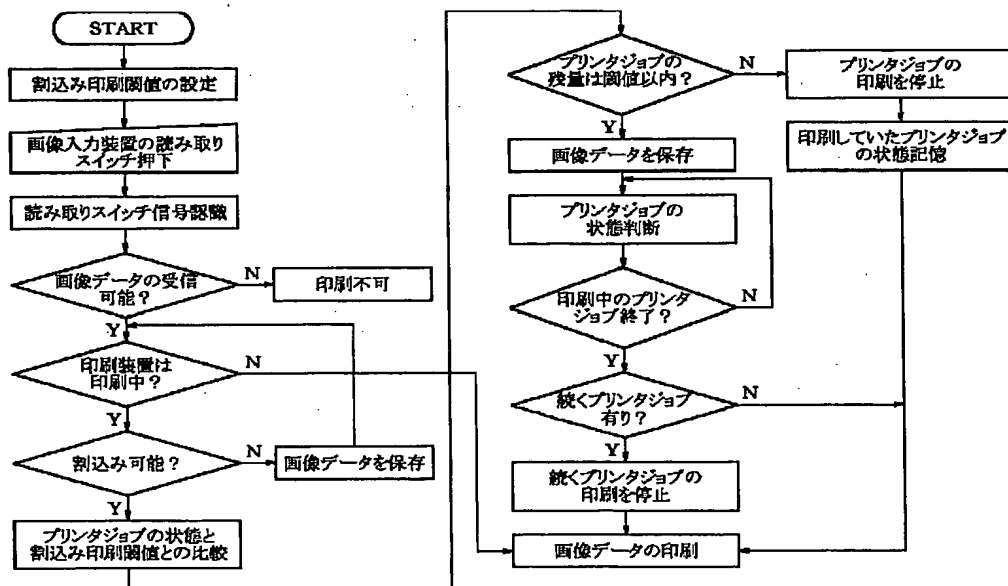 START
割込み印刷閾値の設定
画像入力装置の読み取り
スイッチ押下
読み取りスイッチ信号認識
画像データの受信
可能？
N
印刷不可
Y
印刷装置は
印刷中？
N
Y
割込み可能？
N
画像データを保存
Y
プリンタジョブの状態と
割込み印刷閾値との比較
プリンタジョブの
残量は閾値以内？
N
プリンタジョブの
印刷を停止
印刷していたプリンタジョブ
の状態記憶
Y
画像データを保存
プリンタジョブの
状態判断
印刷中のプリンタ
ジョブ終了？
N
Y
続くプリンタジョブ
有り？
N
Y
続くプリンタジョブの
印刷を停止
画像データの印刷